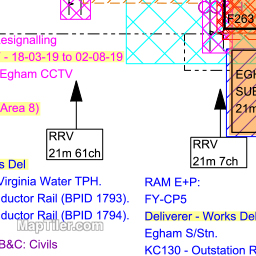 F263
esignalling
- 18-03-19 to 02-08-19
Egham CCTV
EGH
SUB
21m
Area 8)
RRV
21m 61ch
RRV
21m 7ch
s Del
Virginia Water TPH.
ductor Rail (BPID 1793).
ductor Rail (BPID 1794).
B&C: Civils
RAM E+P:
FY-CP5
Deliverer - Works Del
Egham S/Stn.
KC130 - Outstation R
MapTiler.com